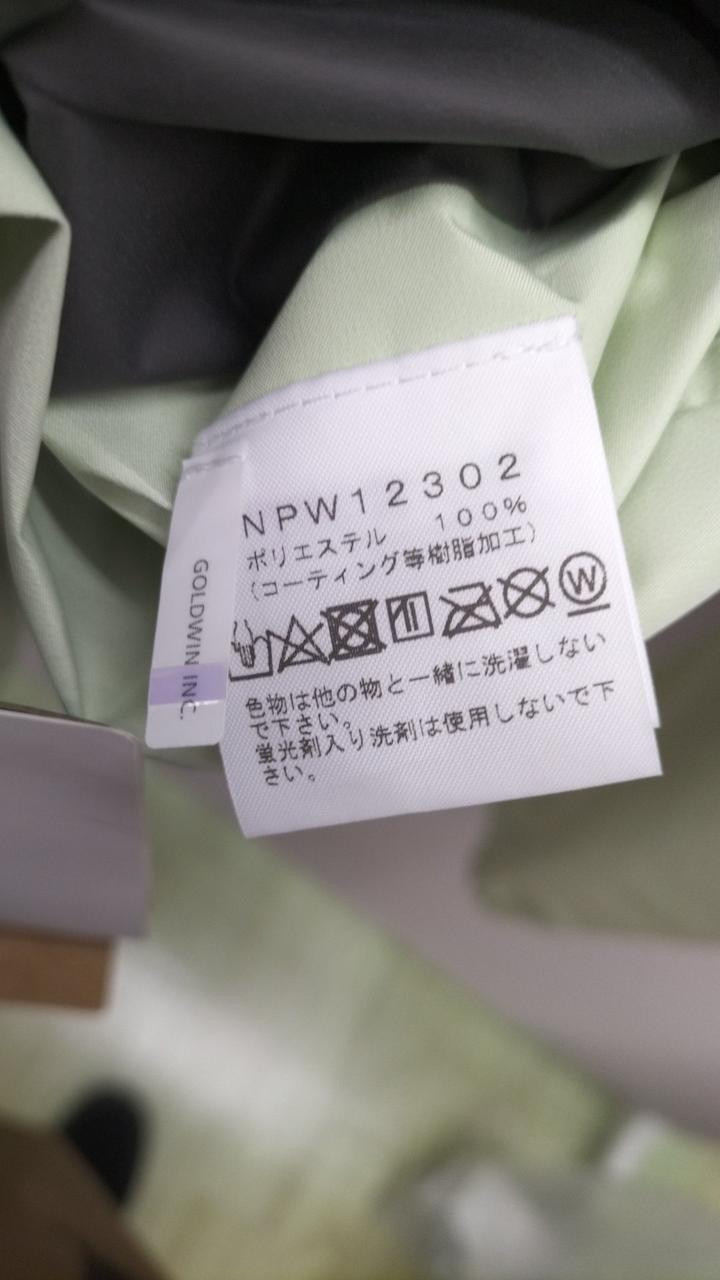 NPW12302
ポリエステル 100%
(コーティング等樹脂加工)
W
色物は他の物と一緒に洗濯しない
で下さい。
蛍光剤入り洗剤は使用しないで下
さい。
GOLDWIN INC.